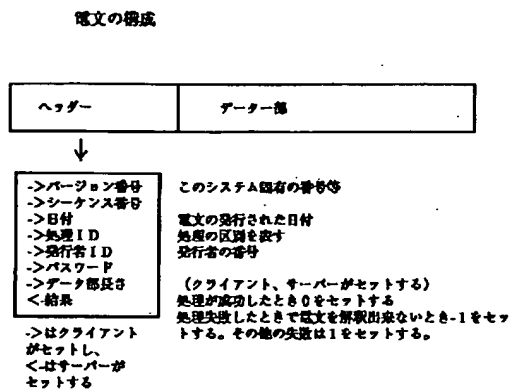 電文の構成
ヘッダー
データー部
->バージョン番号
このシステム固有の番号等
->シーケンス番号
->日付
電文の発行された日付
->処理ID
処理の区別を表す
->発行者ID
発行者の番号
->パスワード
->データ部長さ
(クライアント、サーバーがセットする)
<-結果
処理が成功したとき0をセットする
処理失敗したときで電文を解釈出来ないとき-1をセッ
トする。その他の失敗は1をセットする。
->はクライアント
がセットし、
<-はサーバーが
セットする